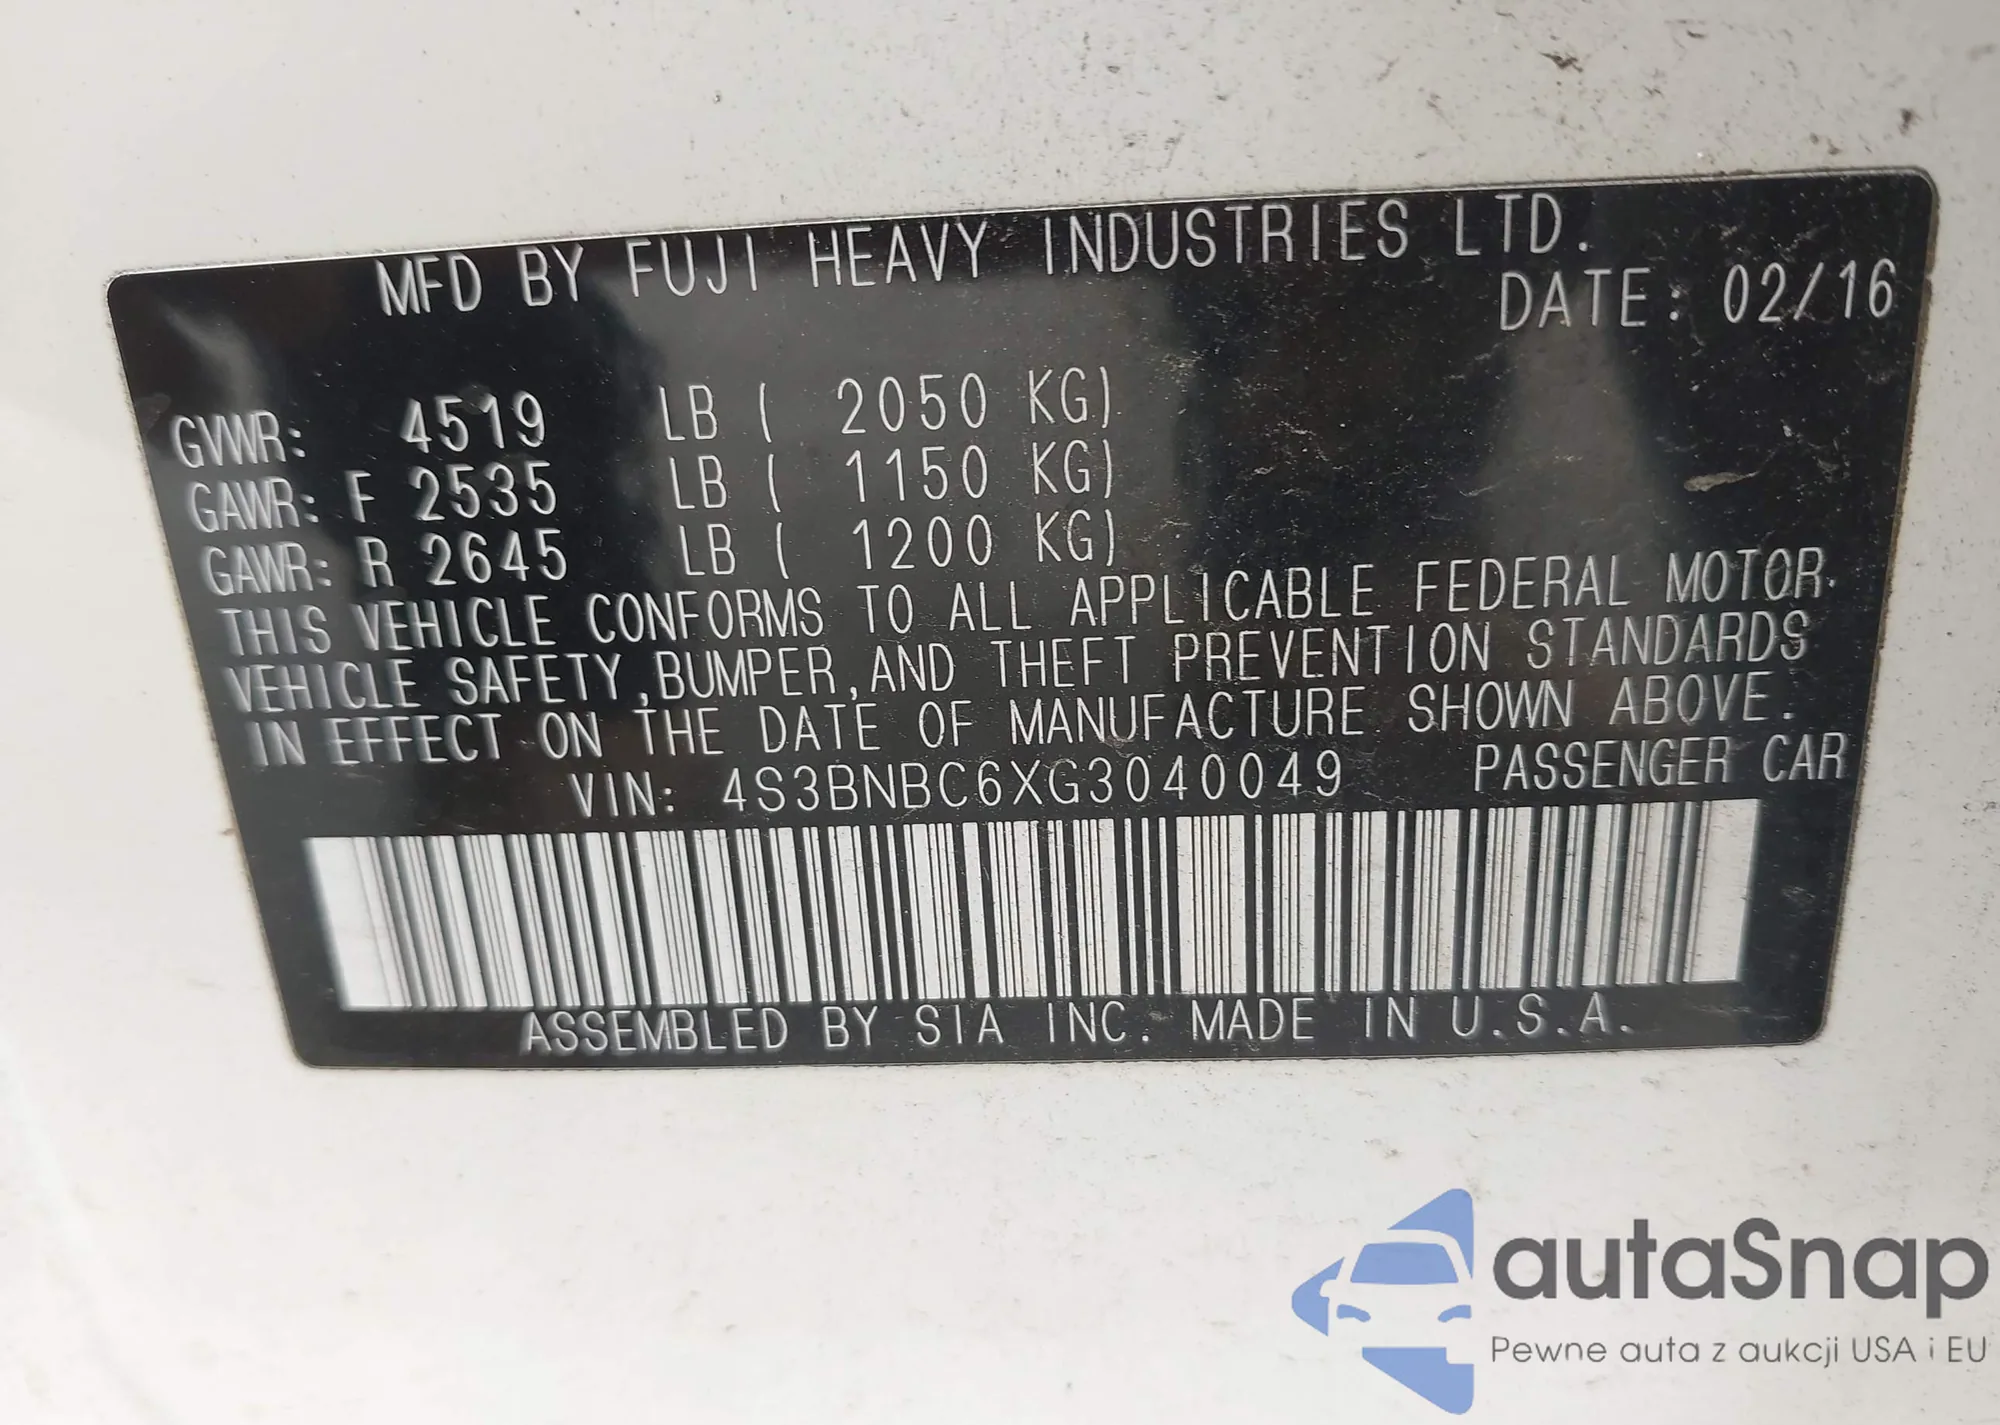 MFD BY FUJI HEAVY INDUSTRIES LTD.
DATE: 02/16
GVWR: 4519 LB ( 2050 KG)
GAWR: F 2535 LB ( 1150 KG)
GAWR: R 2645 LB ( 1200 KG)
THIS VEHICLE CONFORMS TO ALL APPLICABLE FEDERAL MOTOR
VEHICLE SAFETY,BUMPER,AND THEFT PREVENTION STANDARDS
IN EFFECT ON THE DATE OF MANUFACTURE SHOWN ABOVE.
VIN: 4S3BNBC6XG3040049 PASSENGER CAR
ASSEMBLED BY SIA INC. MADE IN U.S.A.
autaSnap
Pewne auta z aukcji USA i EU